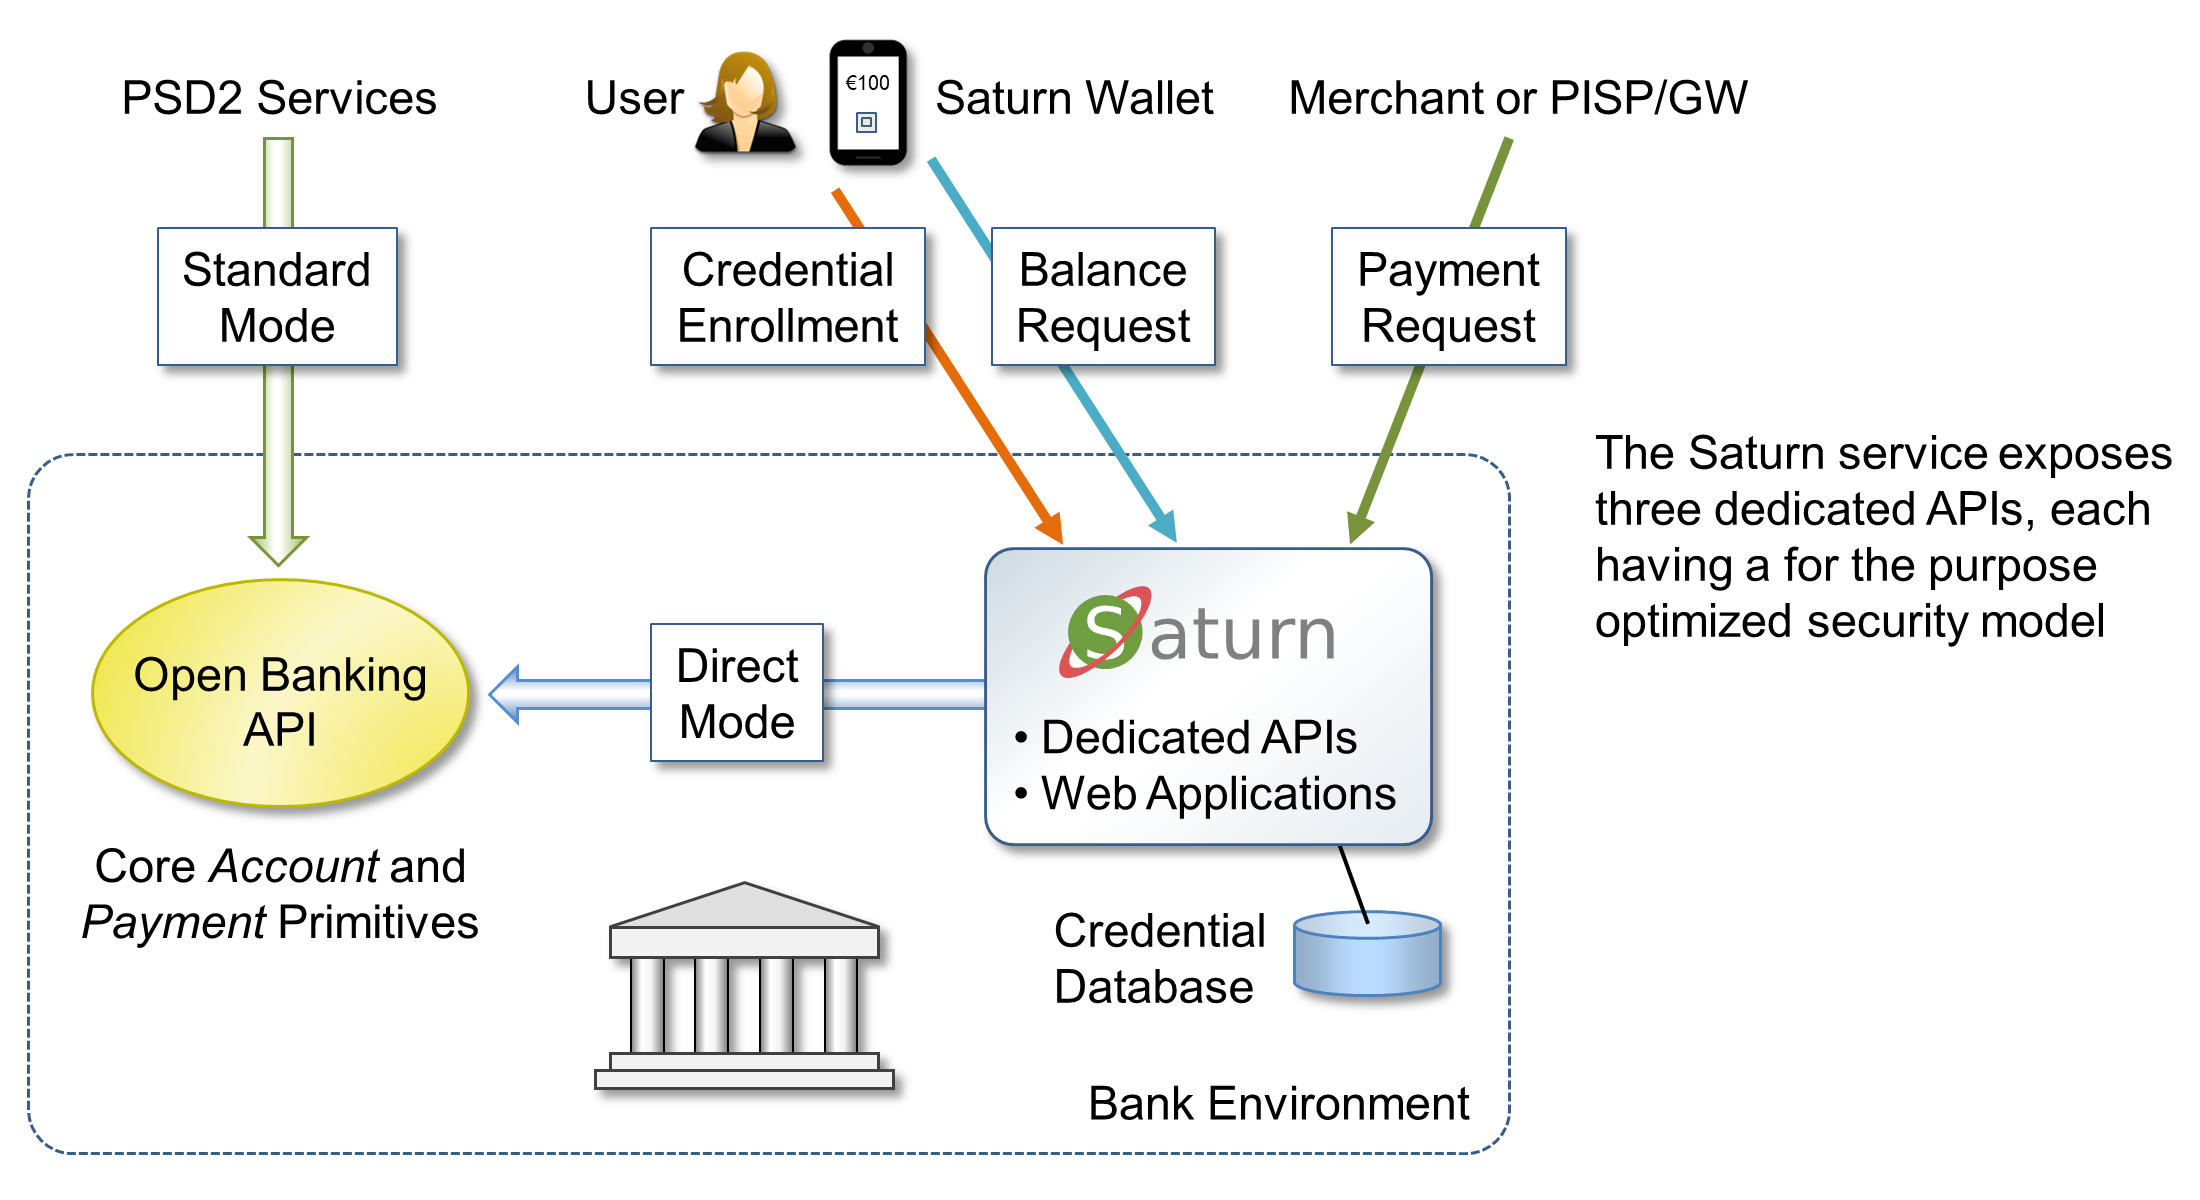 PSD2 Services
User
€100
Saturn Wallet
Merchant or PISP/GW
Standard
Mode
Credential
Enrollment
Balance
Request
Payment
Request
The Saturn service exposes
three dedicated APIs, each
having a for the purpose
optimized security model
Open Banking
API
Direct
Mode
Saturn
• Dedicated APIs
• Web Applications
Core Account and
Payment Primitives
Credential
Database
Bank Environment